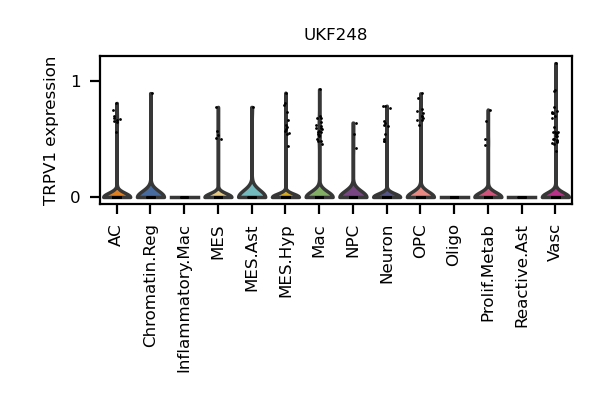 UKF248
TRPV1 expression
1
0
AC
Chromatin.Reg
Inflammatory.Mac
MES
MES.Ast
MES.Hyp
Mac
NPC
Neuron
OPC
Oligo
Prolif.Metab
Reactive.Ast
Vasc